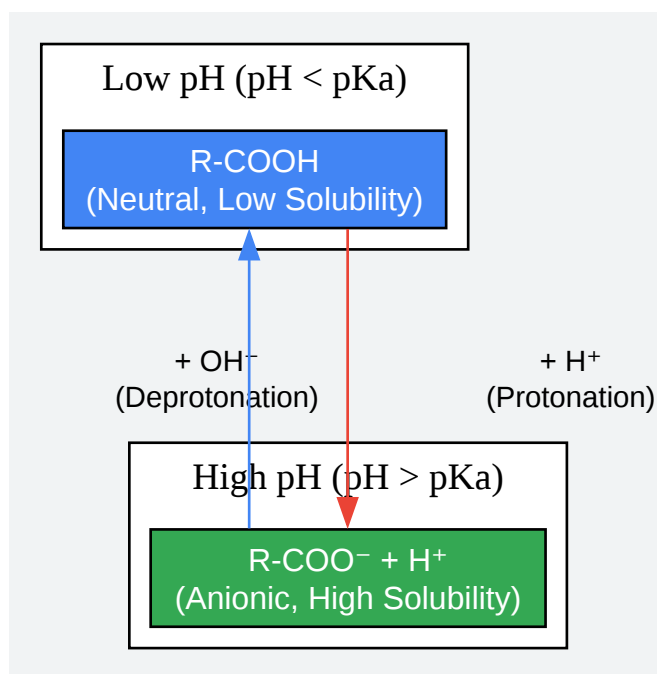 Low pH (pH < pKa)
R-COOH
(Neutral, Low Solubility)
+ OH⁻
(Deprotonation)
+ H⁺
(Protonation)
High pH (pH > pKa)
R-COO⁻ + H⁺
(Anionic, High Solubility)